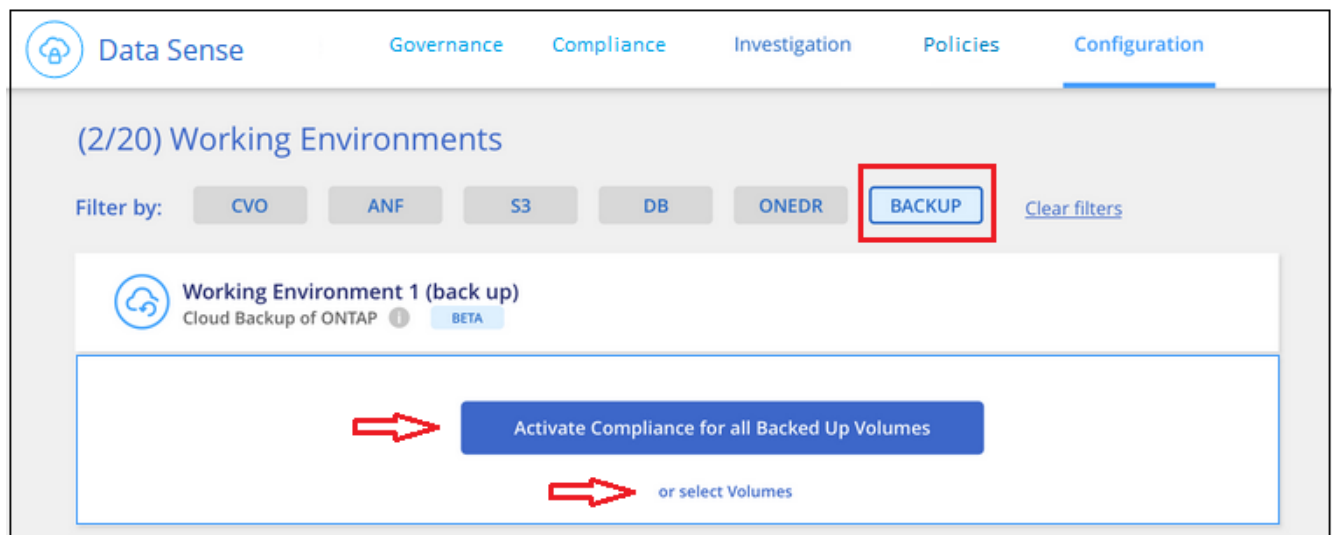 Data Sense Governance Compliance Investigation Policies Configuration
(2/20) Working Environments
Filter by: CVO ANF S3 DB ONEDR BACKUP Clear filters
Working Environment 1 (back up)
Cloud Backup of ONTAP i BETA
Activate Compliance for all Backed Up Volumes
or select Volumes